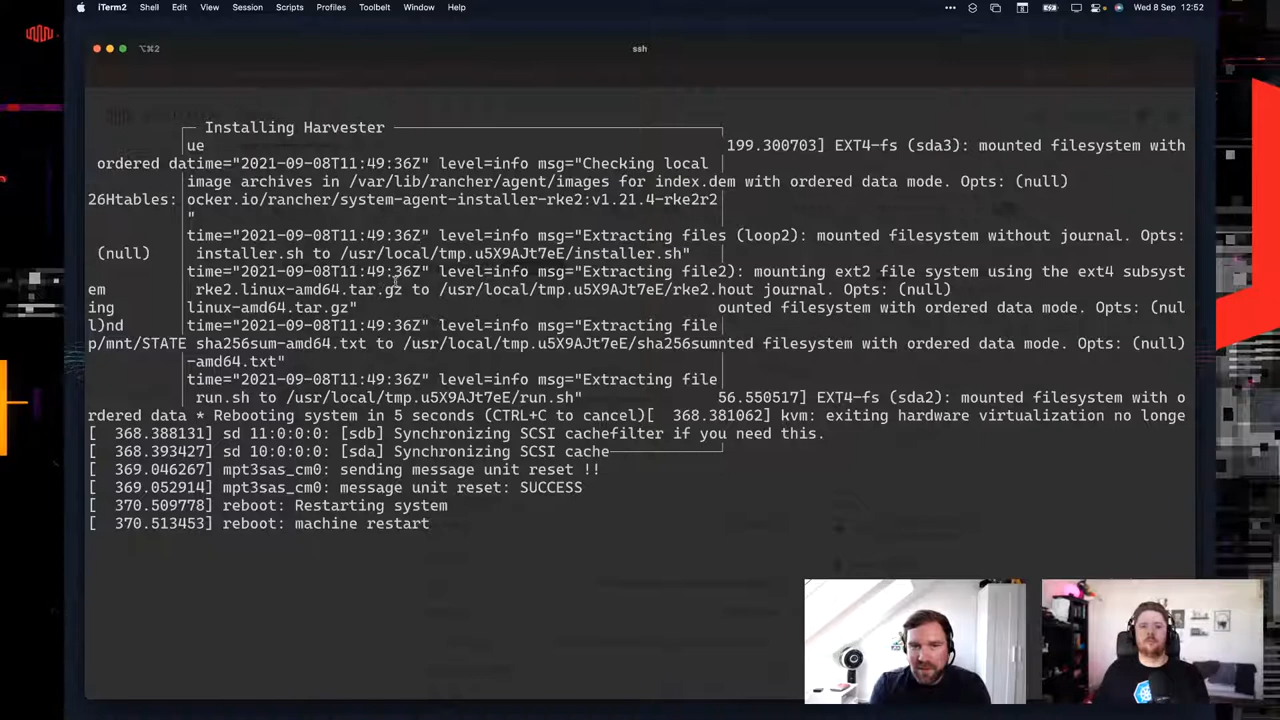 iTerm2 Shell Edit View Session Scripts Profiles Toolbelt Window Help
Wed 8 Sep 12:52
⌥⌘2
ssh
Installing Harvester
ue 199.300703] EXT4-fs (sda3): mounted filesystem with
ordered datime="2021-09-08T11:49:36Z" level=info msg="Checking local
image archives in /var/lib/rancher/agent/images for index.dem with ordered data mode. Opts: (null)
26Htables: ocker.io/rancher/system-agent-installer-rke2:v1.21.4-rke2r2
"
time="2021-09-08T11:49:36Z" level=info msg="Extracting files (loop2): mounted filesystem without journal. Opts:
(null) installer.sh to /usr/local/tmp.u5X9AJt7eE/installer.sh"
time="2021-09-08T11:49:36Z" level=info msg="Extracting file2): mounting ext2 file system using the ext4 subsyst
em rke2.linux-amd64.tar.gz to /usr/local/tmp.u5X9AJt7eE/rke2.hout journal. Opts: (null)
ing linux-amd64.tar.gz" ounted filesystem with ordered data mode. Opts: (nul
l)nd time="2021-09-08T11:49:36Z" level=info msg="Extracting file
p/mnt/STATE sha256sum-amd64.txt to /usr/local/tmp.u5X9AJt7eE/sha256sumnted filesystem with ordered data mode. Opts: (null)
-amd64.txt"
time="2021-09-08T11:49:36Z" level=info msg="Extracting file
run.sh to /usr/local/tmp.u5X9AJt7eE/run.sh" 56.550517] EXT4-fs (sda2): mounted filesystem with o
rdered data * Rebooting system in 5 seconds (CTRL+C to cancel)[ 368.381062] kvm: exiting hardware virtualization no longe
[ 368.388131] sd 11:0:0:0: [sdb] Synchronizing SCSI cachefilter if you need this.
[ 368.393427] sd 10:0:0:0: [sda] Synchronizing SCSI cache
[ 369.046267] mpt3sas_cm0: sending message unit reset !!
[ 369.052914] mpt3sas_cm0: message unit reset: SUCCESS
[ 370.509778] reboot: Restarting system
[ 370.513453] reboot: machine restart